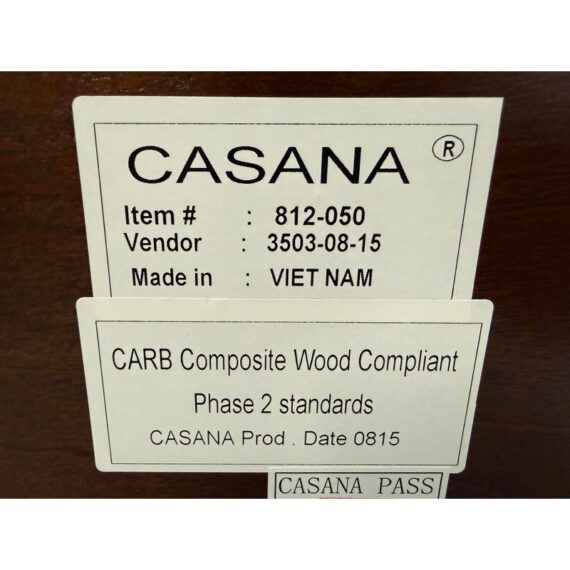 CASANA ®
Item # : 812-050
Vendor : 3503-08-15
Made in : VIET NAM
CARB Composite Wood Compliant
Phase 2 standards
CASANA Prod . Date 0815
CASANA PASS